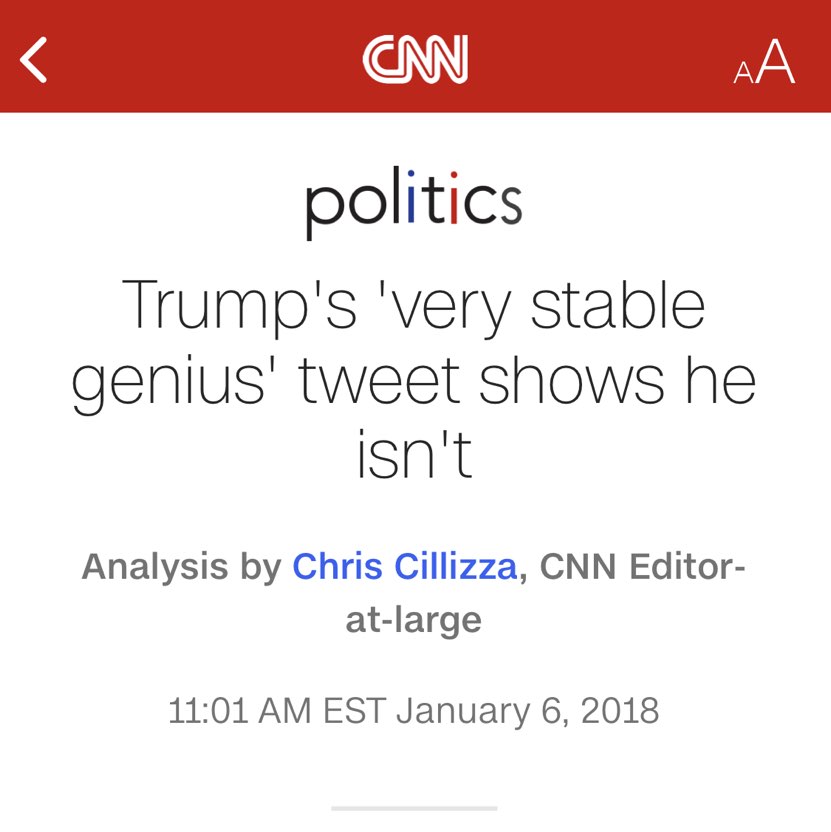 CNN
AA
politics
Trump's 'very stable
genius' tweet shows he
isn't
Analysis by Chris Cillizza, CNN Editor-
at-large
11:01 AM EST January 6, 2018